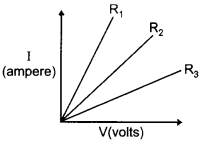 R1
R2
I
(ampere)
R3
V(volts)